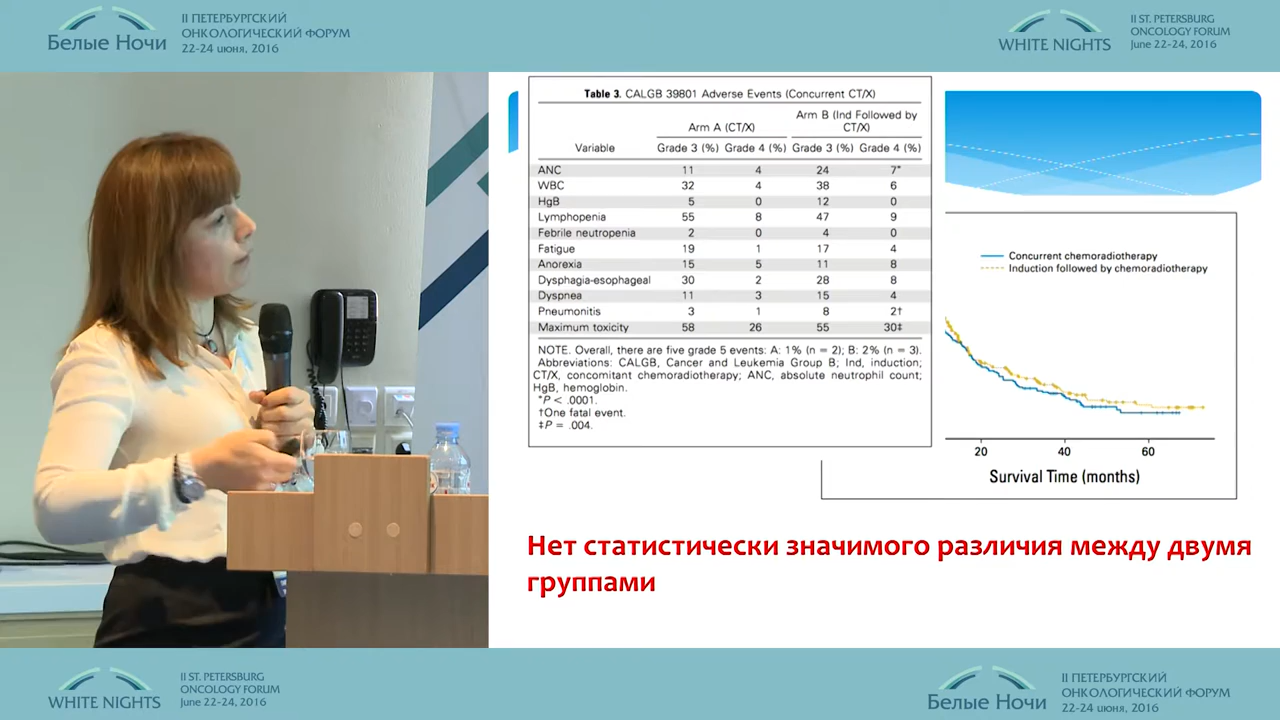 Белые Ночи
II ПЕТЕРБУРГСКИЙ
ОНКОЛОГИЧЕСКИЙ ФОРУМ
22-24 июня, 2016
WHITE NIGHTS
II ST. PETERSBURG
ONCOLOGY FORUM
June 22-24, 2016
Table 3. CALGB 39801 Adverse Events (Concurrent CT/X)
Arm A (CT/X) Arm B (Ind Followed by
CT/X)
Variable Grade 3 (%) Grade 4 (%) Grade 3 (%) Grade 4 (%)
ANC 11 4 24 7*
WBC 32 4 38 6
HgB 5 0 12 0
Lymphopenia 55 8 47 9
Febrile neutropenia 2 0 4 0
Fatigue 19 1 17 4
Anorexia 15 5 11 8
Dysphagia-esophageal 30 2 28 8
Dyspnea 11 3 15 4
Pneumonitis 3 1 8 2†
Maximum toxicity 58 26 55 30‡
NOTE. Overall, there are five grade 5 events: A: 1% (n = 2); B: 2% (n = 3).
Abbreviations: CALGB, Cancer and Leukemia Group B; Ind, induction;
CT/X, concomitant chemoradiotherapy; ANC, absolute neutrophil count;
HgB, hemoglobin.
*P < .0001.
†One fatal event.
‡P = .004.
Concurrent chemoradiotherapy
Induction followed by chemoradiotherapy
20 40 60
Survival Time (months)
Нет статистически значимого различия между двумя
группами
WHITE NIGHTS
II ST. PETERSBURG
ONCOLOGY FORUM
June 22-24, 2016
Белые Ночи
II ПЕТЕРБУРГСКИЙ
ОНКОЛОГИЧЕСКИЙ ФОРУМ
22-24 июня, 2016